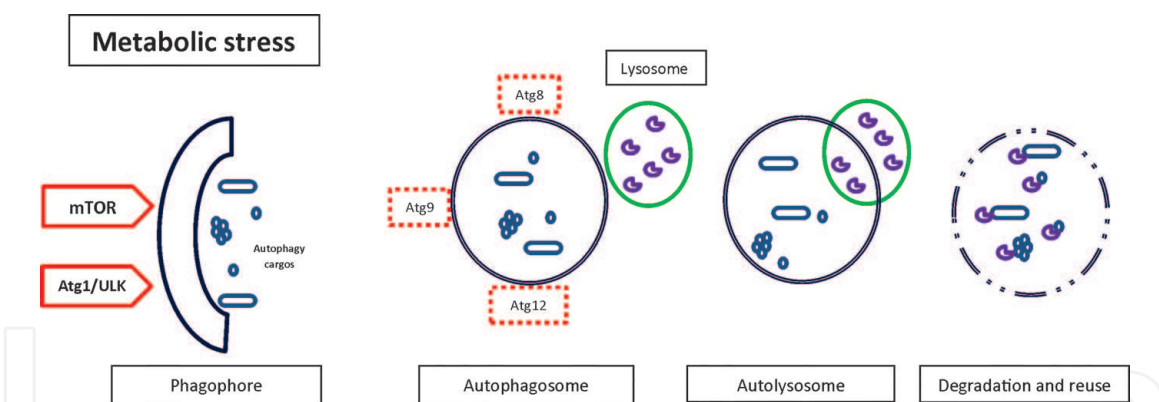 Metabolic stress
Lysosome
Atg8
mTOR
Atg9
Autophagy
cargos
Atg1/ULK
Atg12
Phagophore
Autophagosome
Autolysosome
Degradation and reuse